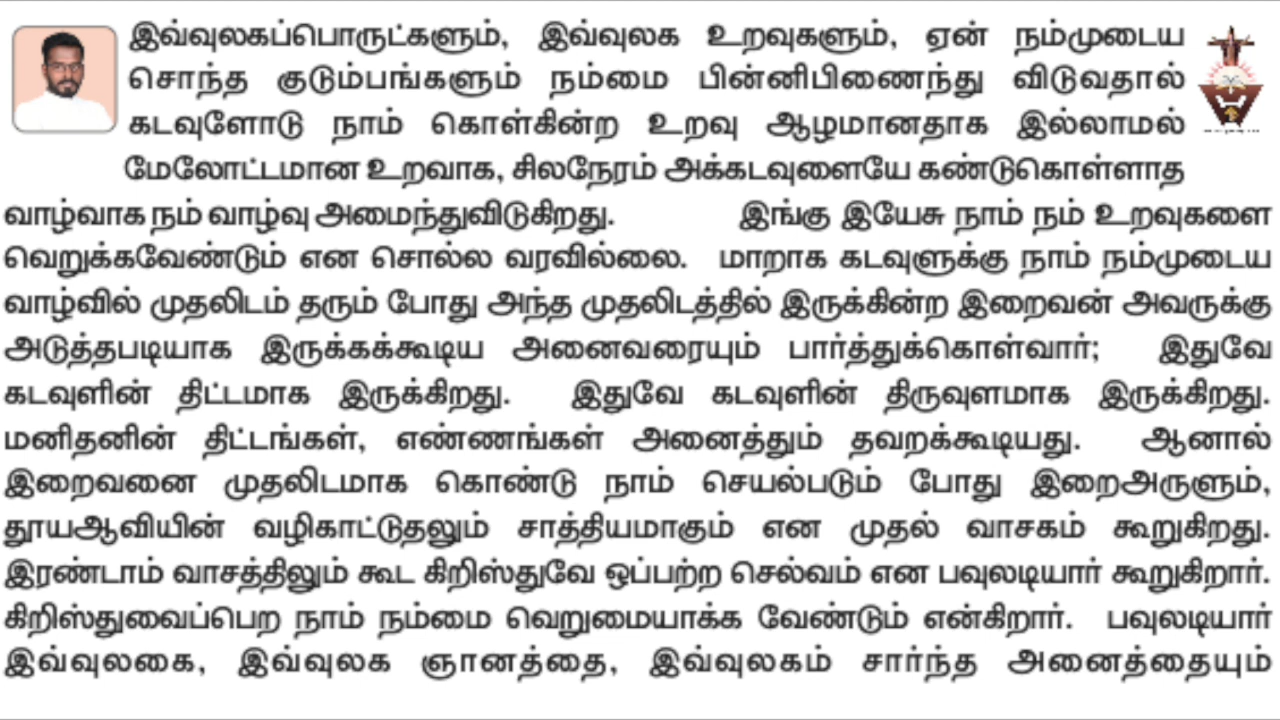 இவ்வுலகப்பொருட்களும், இவ்வுலக உறவுகளும், ஏன் நம்முடைய
சொந்த குடும்பங்களும் நம்மை பின்னிபிணைந்து விடுவதால்
கடவுளோடு நாம் கொள்கின்ற உறவு ஆழமானதாக இல்லாமல்
மேலோட்டமான உறவாக, சிலநேரம் அக்கடவுளையே கண்டுகொள்ளாத
வாழ்வாக நம் வாழ்வு அமைந்துவிடுகிறது. இங்கு இயேசு நாம் நம் உறவுகளை
வெறுக்கவேண்டும் என சொல்ல வரவில்லை. மாறாக கடவுளுக்கு நாம் நம்முடைய
வாழ்வில் முதலிடம் தரும் போது அந்த முதலிடத்தில் இருக்கின்ற இறைவன் அவருக்கு
அடுத்தபடியாக இருக்கக்கூடிய அனைவரையும் பார்த்துக்கொள்வார்; இதுவே
கடவுளின் திட்டமாக இருக்கிறது. இதுவே கடவுளின் திருவுளமாக இருக்கிறது.
மனிதனின் திட்டங்கள், எண்ணங்கள் அனைத்தும் தவறக்கூடியது. ஆனால்
இறைவனை முதலிடமாக கொண்டு நாம் செயல்படும் போது இறைஅருளும்,
தூயஆவியின் வழிகாட்டுதலும் சாத்தியமாகும் என முதல் வாசகம் கூறுகிறது.
இரண்டாம் வாசத்திலும் கூட கிறிஸ்துவே ஒப்பற்ற செல்வம் என பவுலடியார் கூறுகிறார்.
கிறிஸ்துவைப்பெற நாம் நம்மை வெறுமையாக்க வேண்டும் என்கிறார். பவுலடியார்
இவ்வுலகை, இவ்வுலக ஞானத்தை, இவ்வுலகம் சார்ந்த அனைத்தையும்